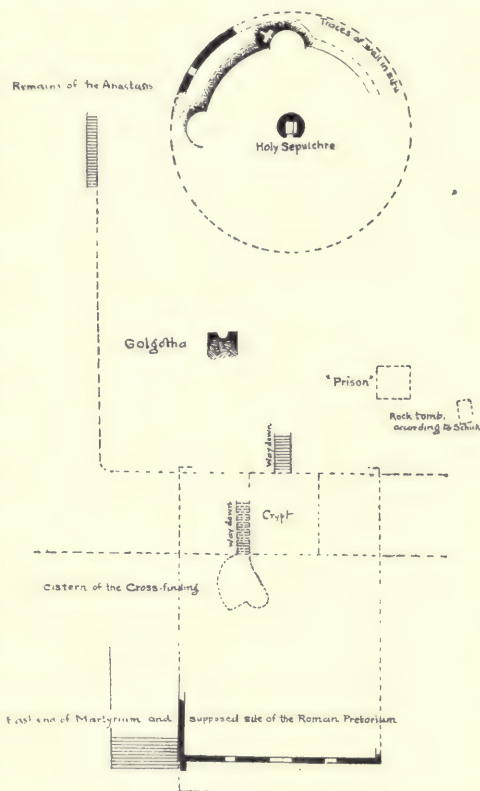 Traces of wall in situ
Remains of the Anastasis
Holy Sepulchre
Golgotha
"Prison"
Rock tomb,
according to Schick
Way down
Way down
Crypt
Cistern of the Cross-finding
East end of Martyrium and supposed site of the Roman Pretorium